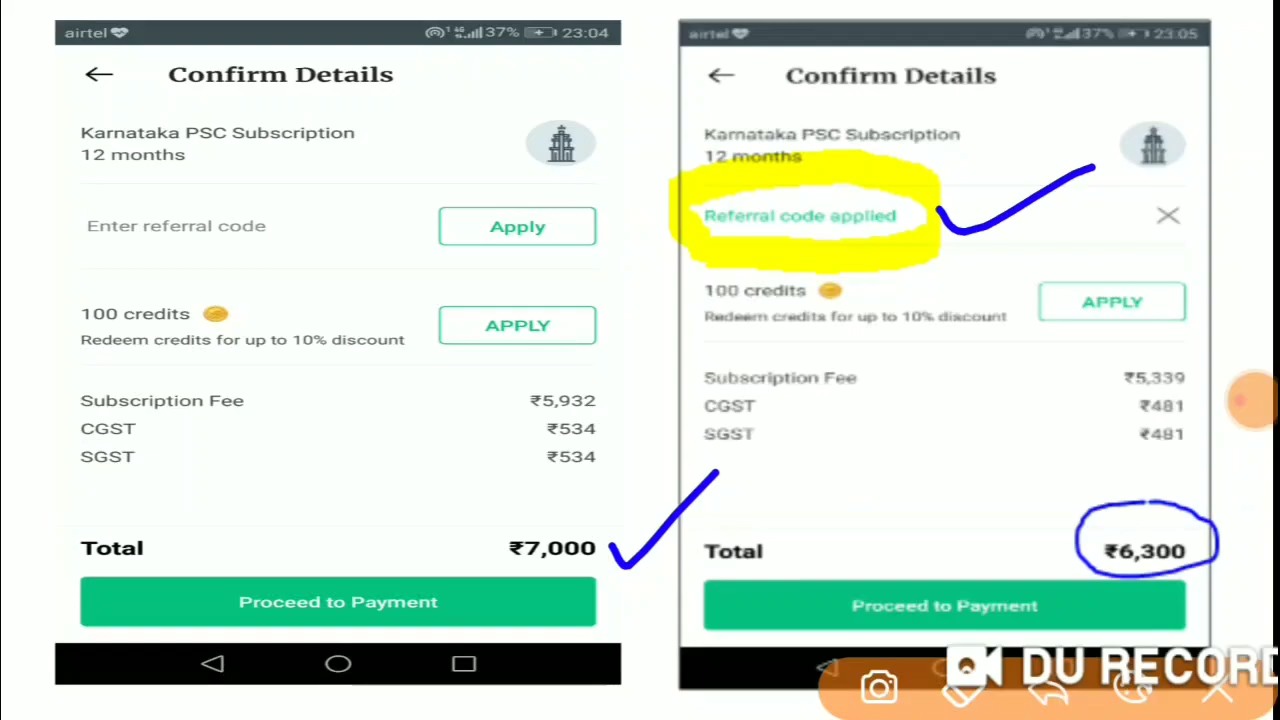 airtel
37%
23:04
Confirm Details
Karnataka PSC Subscription
12 months
Enter referral code
Apply
100 credits
Redeem credits for up to 10% discount
APPLY
Subscription Fee ₹5,932
CGST ₹534
SGST ₹534
Total ₹7,000
Proceed to Payment
airtel
37%
23:05
Confirm Details
Karnataka PSC Subscription
12 months
Referral code applied
100 credits
Redeem credits for up to 10% discount
APPLY
Subscription Fee ₹5,339
CGST ₹481
SGST ₹481
Total ₹6,300
Proceed to Payment
DU RECORD